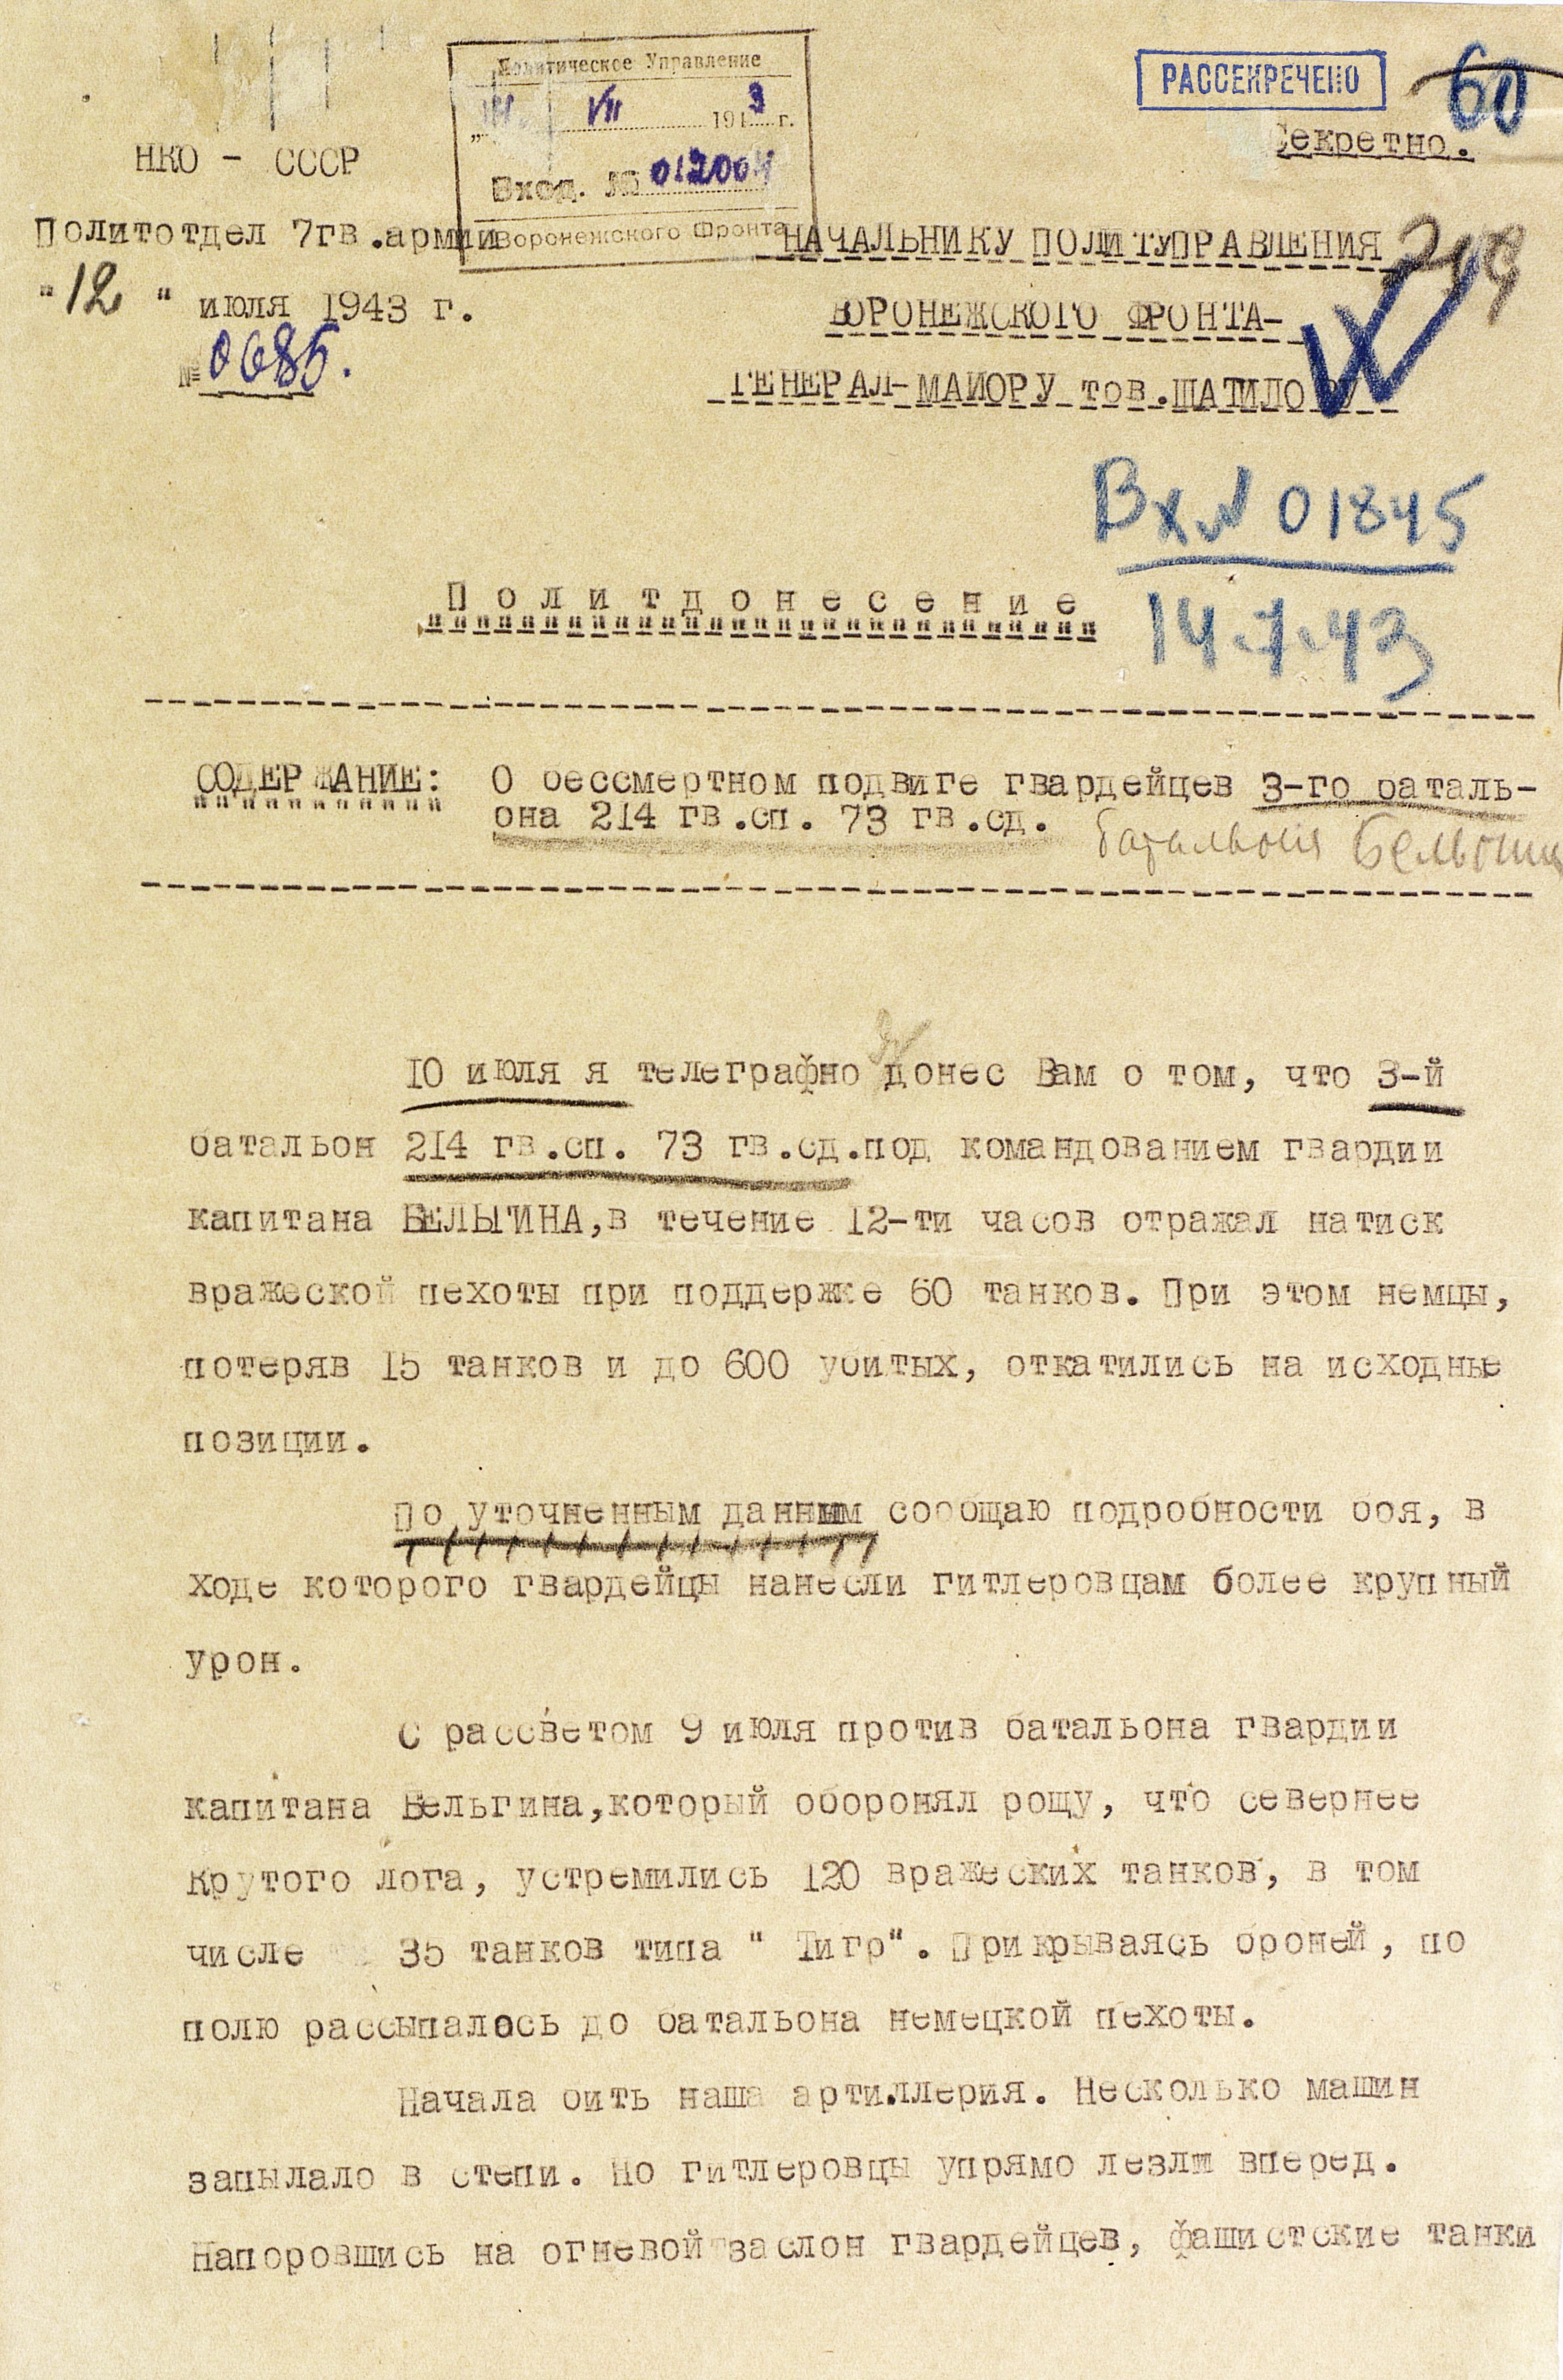 Политическое Управление
VII 1943 г.
Вход. № 012004
Воронежского Фронта
РАССЕКРЕЧЕНО
60
Секретно.
НКО - СССР
Политотдел 7гв.армии
"12" июля 1943 г.
№ 0685.
НАЧАЛЬНИКУ ПОЛИТУПРАВЛЕНИЯ
ВОРОНЕЖСКОГО ФРОНТА-
ГЕНЕРАЛ-МАЙОРУ тов.ШАТИЛОВУ
Вх.№ 01845
14.7.43
Политдонесение
СОДЕРЖАНИЕ: О бессмертном подвиге гвардейцев 3-го баталь-
она 214 гв.сп. 73 гв.сд.
батальона
10 июля я телеграфно донес Вам о том, что 3-й
батальон 214 гв.сп. 73 гв.сд.под командованием гвардии
капитана БЕЛЬГИНА,в течение 12-ти часов отражал натиск
вражеской пехоты при поддержке 60 танков. При этом немцы,
потеряв 15 танков и до 600 убитых, откатились на исходные
позиции.
По уточненным данным сообщаю подробности боя, в
ходе которого гвардейцы нанесли гитлеровцам более крупный
урон.
С рассветом 9 июля против батальона гвардии
капитана Бельгина,который оборонял рощу, что севернее
Крутого лога, устремились 120 вражеских танков, в том
числе 35 танков типа " Тигр". Прикрываясь броней, по
полю рассыпалось до батальона немецкой пехоты.
Начала бить наша артиллерия. Несколько машин
запылало в степи. Но гитлеровцы упрямо лезли вперед.
Напоровшись на огневой заслон гвардейцев, фашистские танки